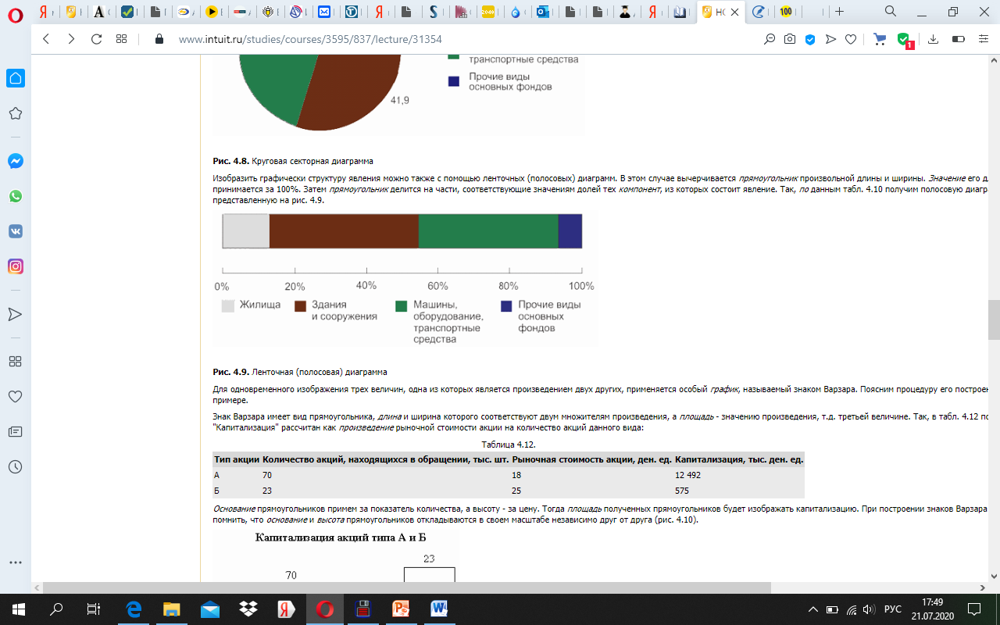 www.intuit.ru/studies/courses/3595/837/lecture/31354
транспортные средства
Прочие виды
основных фондов
41,9
Рис. 4.8. Круговая секторная диаграмма
Изобразить графически структуру явления можно также с помощью ленточных (полосовых) диаграмм. В этом случае вычерчивается прямоугольник произвольной длины и ширины. Значение его д
принимается за 100%. Затем прямоугольник делится на части, соответствующие значениям долей тех компонент, из которых состоит явление. Так, по данным табл. 4.10 получим полосовую диагра
представленную на рис. 4.9.
0% 20% 40% 60% 80% 100%
Жилища
Здания
и сооружения
Машины,
оборудование,
транспортные
средства
Прочие виды
основных
фондов
Рис. 4.9. Ленточная (полосовая) диаграмма
Для одновременного изображения трех величин, одна из которых является произведением двух других, применяется особый график, называемый знаком Варзара. Поясним процедуру его построен
примере.
Знак Варзара имеет вид прямоугольника, длина и ширина которого соответствуют двум множителям произведения, а площадь - значению произведения, т.д. третьей величине. Так, в табл. 4.12 по
"Капитализация" рассчитан как произведение рыночной стоимости акции на количество акций данного вида:
Таблица 4.12.
Тип акции Количество акций, находящихся в обращении, тыс. шт. Рыночная стоимость акции, ден. ед. Капитализация, тыс. ден. ед.
А 70 18 12 492
Б 23 25 575
Основание прямоугольников примем за показатель количества, а высоту - за цену. Тогда площадь полученных прямоугольников будет изображать капитализацию. При построении знаков Варзара
помнить, что основание и высота прямоугольников откладываются в своем масштабе независимо друг от друга (рис. 4.10).
Капитализация акций типа А и Б
23
70
РУС
17:49
21.07.2020